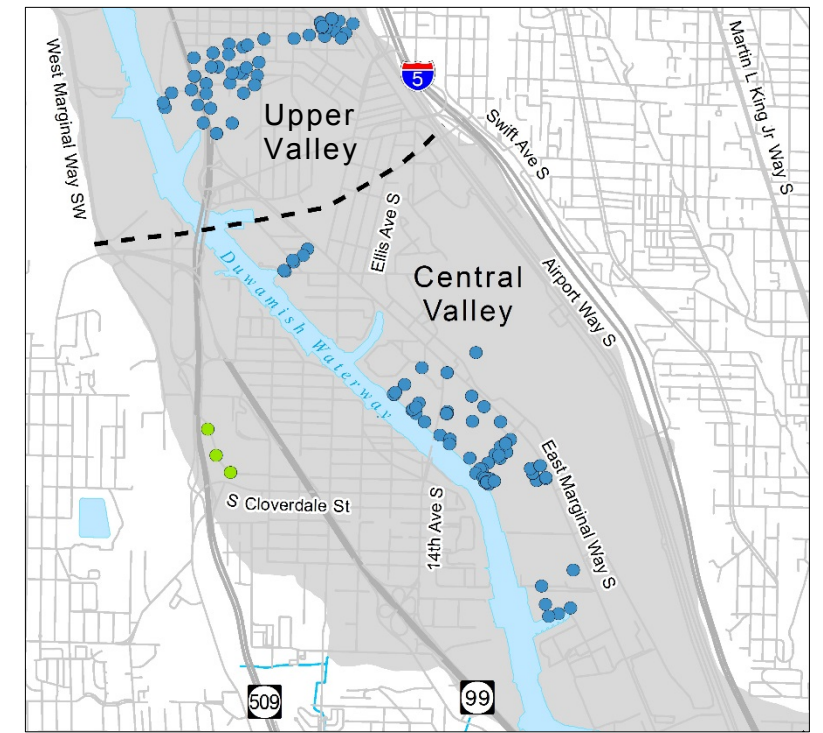 West Marginal Way SW
5
Martin L King Jr Way S
Upper
Valley
Swift Ave S
Ellis Ave S
Duwamish Waterway
Central
Valley
Airport Way S
S Cloverdale St
14th Ave S
East Marginal Way S
509
99